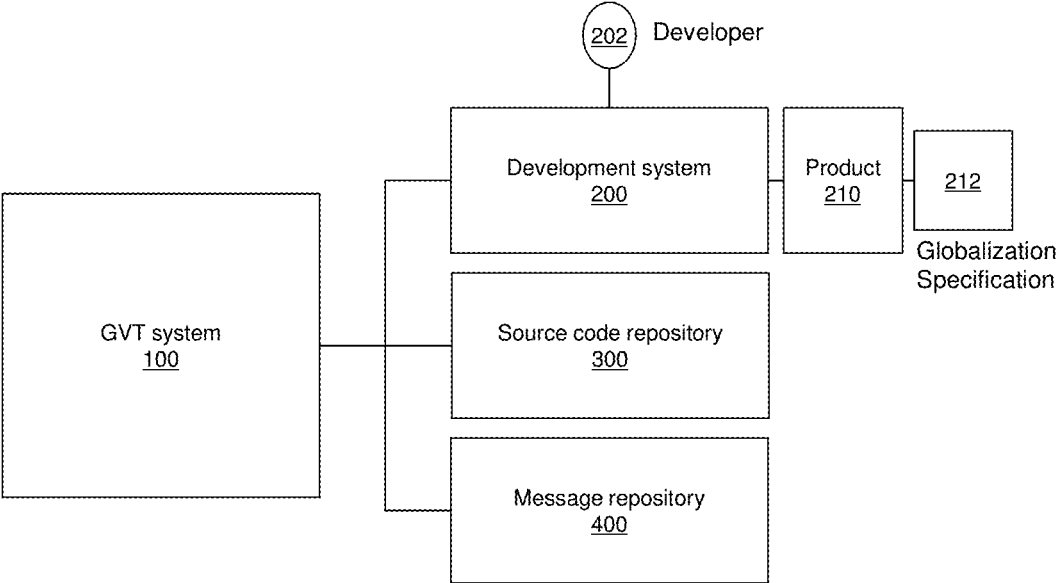 202 Developer
Development system
200
Product
210
212
Globalization
Specification
GVT system
100
Source code repository
300
Message repository
400